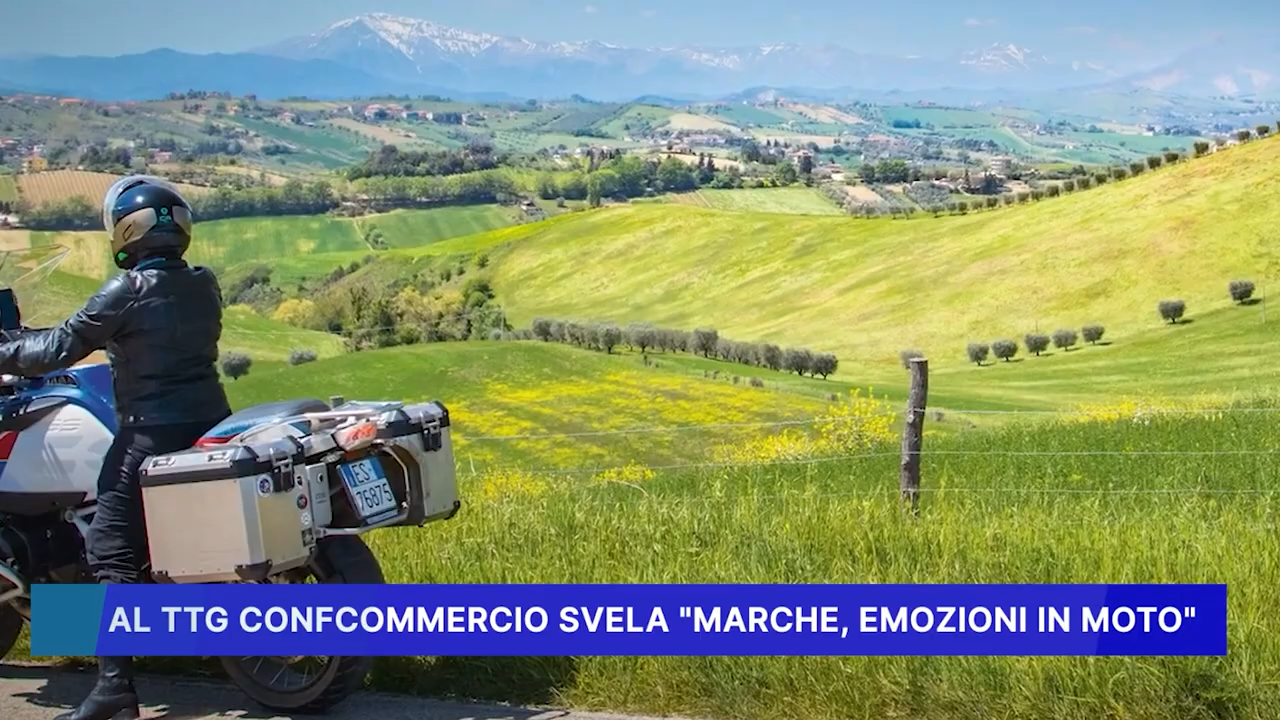 ES
76875
AL TTG CONFCOMMERCIO SVELA "MARCHE, EMOZIONI IN MOTO"